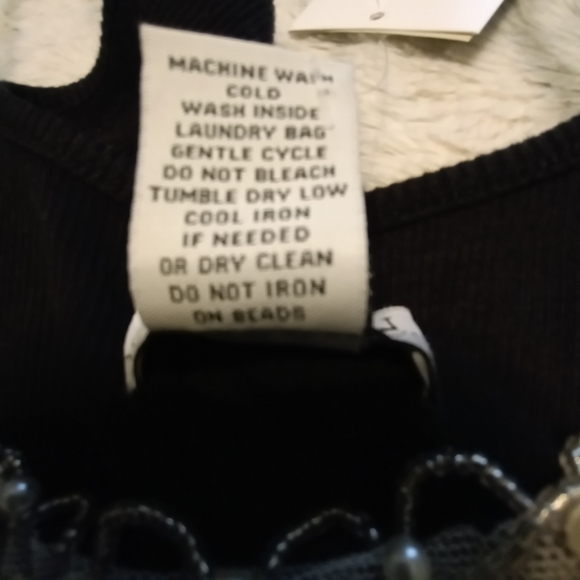 MACHINE WASH
COLD
WASH INSIDE
LAUNDRY BAG
GENTLE CYCLE
DO NOT BLEACH
TUMBLE DRY LOW
COOL IRON
IF NEEDED
OR DRY CLEAN
DO NOT IRON
ON BEADS